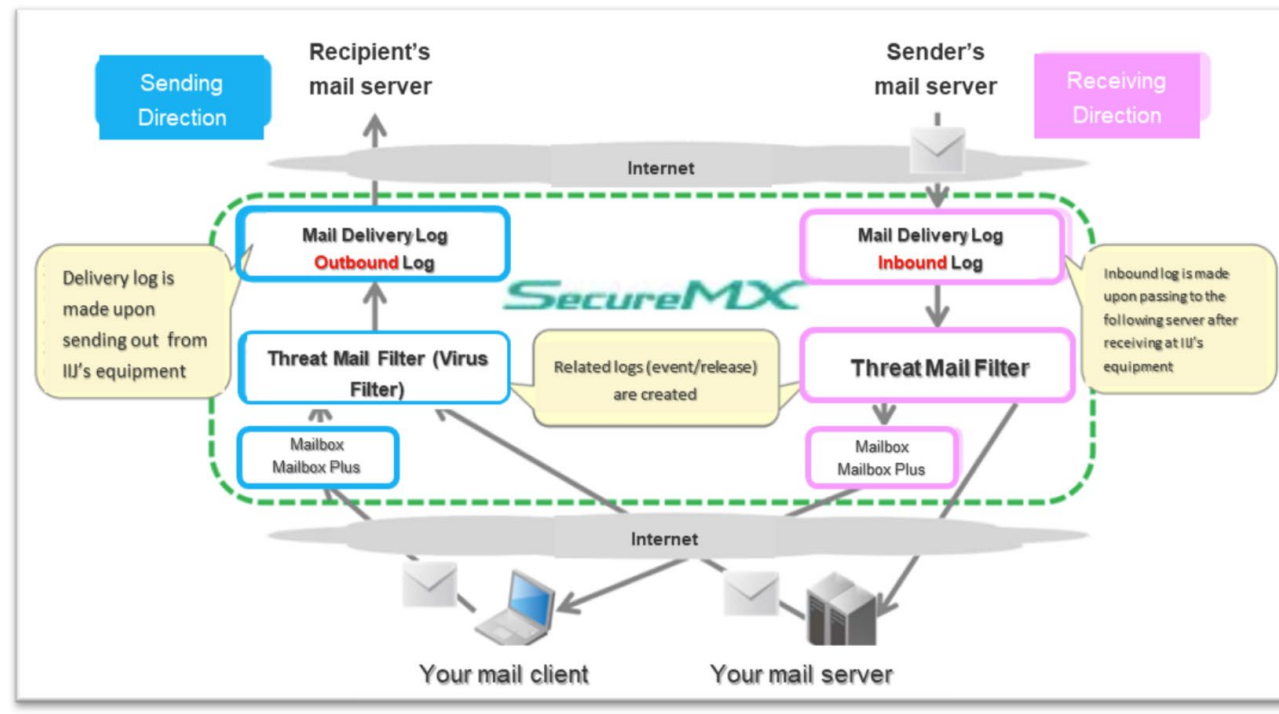 Sending
Direction
Recipient's
mail server
Sender's
mail server
Receiving
Direction
Internet
Mail Delivery Log
Outbound Log
Mail Delivery Log
Inbound Log
Delivery log is
made upon
sending out from
IIJ's equipment
SecureMX
Inbound log is made
upon passing to the
following server after
receiving at IIJ's
equipment
Threat Mail Filter (Virus
Filter)
Related logs (event/release)
are created
Threat Mail Filter
Mailbox
Mailbox Plus
Mailbox
Mailbox Plus
Internet
Your mail client
Your mail server